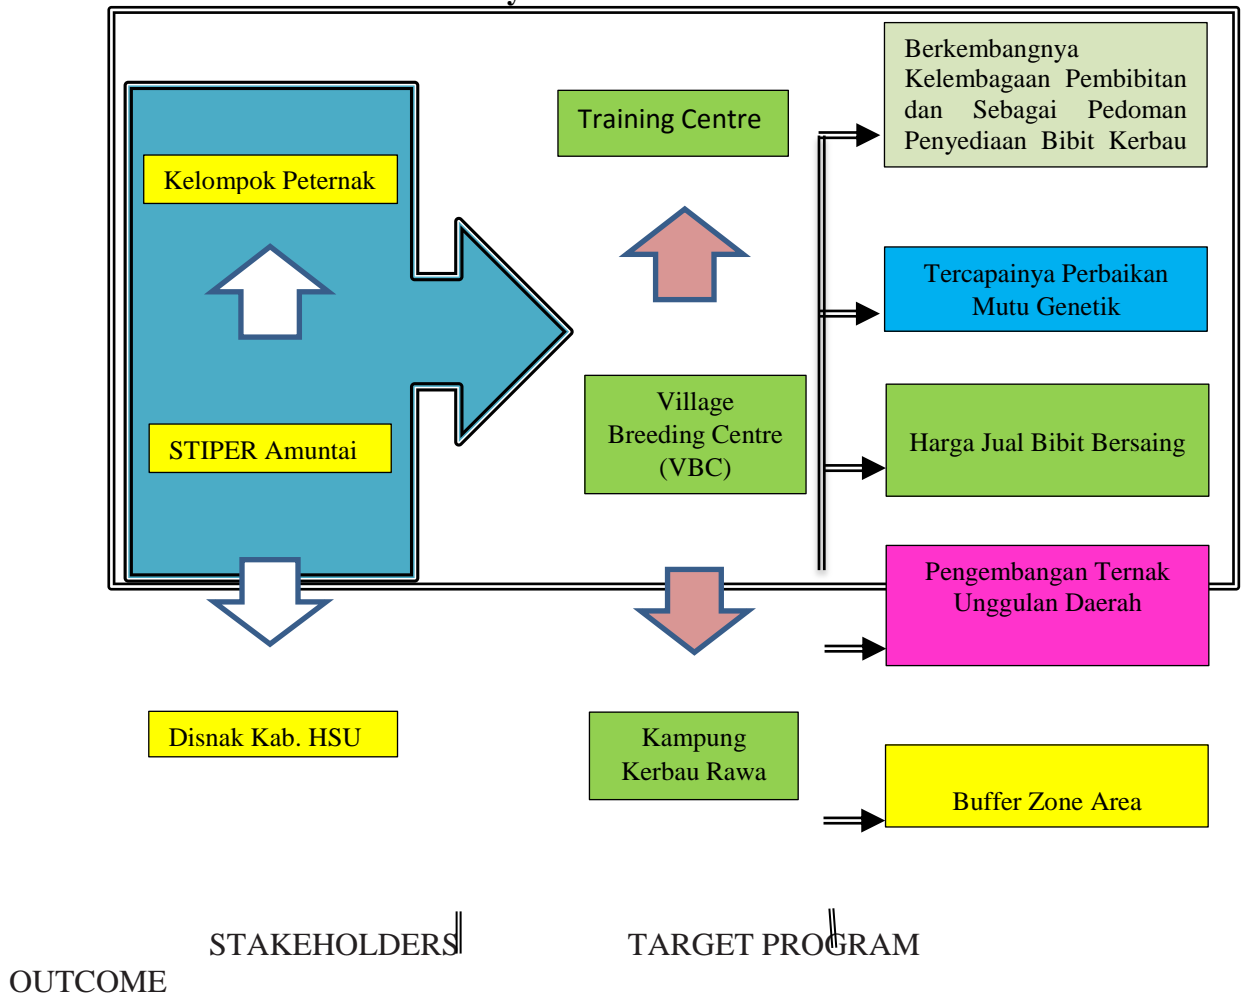 Kelompok Peternak
STIPER Amuntai
Disnak Kab. HSU
Training Centre
Village
Breeding Centre
(VBC)
Kampung
Kerbau Rawa
Berkembangnya
Kelembagaan Pembibitan
dan Sebagai Pedoman
Penyediaan Bibit Kerbau
Tercapainya Perbaikan
Mutu Genetik
Harga Jual Bibit Bersaing
Pengembangan Ternak
Unggulan Daerah
Buffer Zone Area
STAKEHOLDERS TARGET PROGRAM
OUTCOME